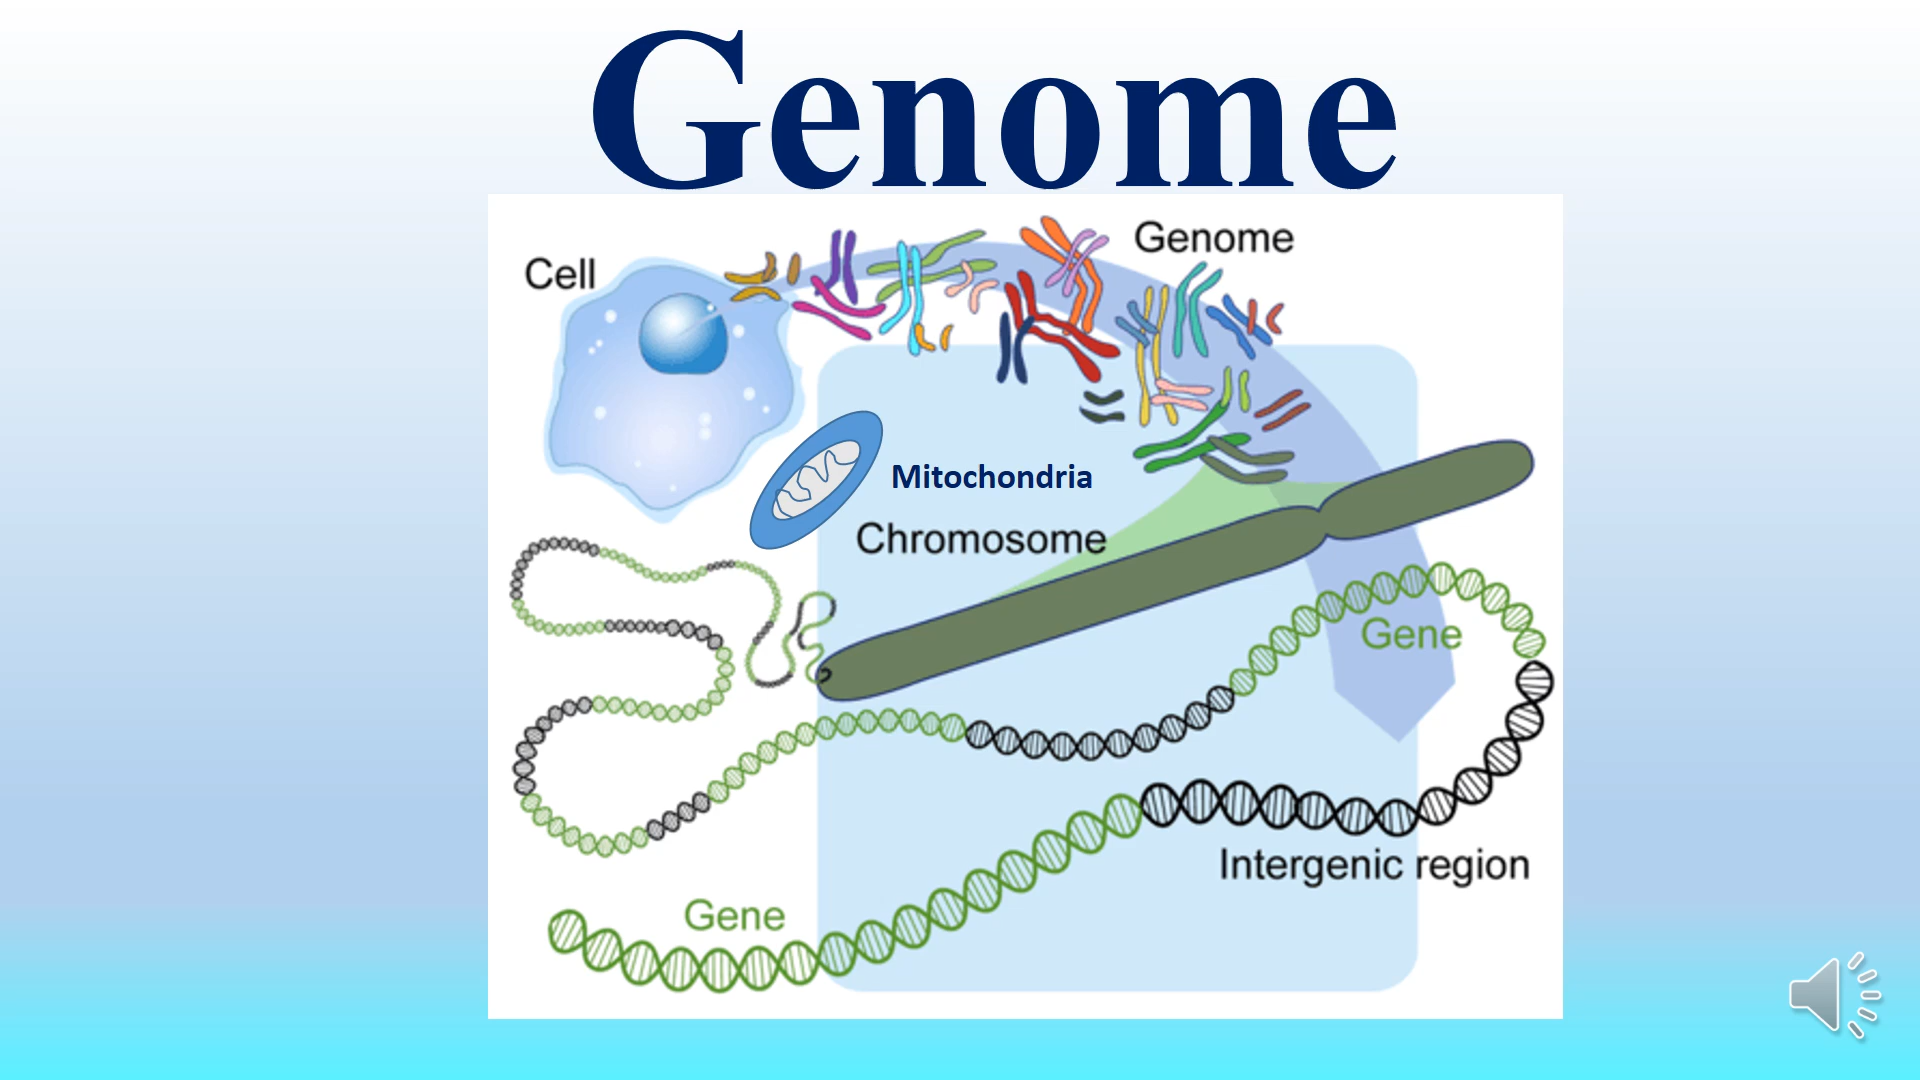 Genome
Cell
Genome
Mitochondria
Chromosome
Gene
Intergenic region
Gene